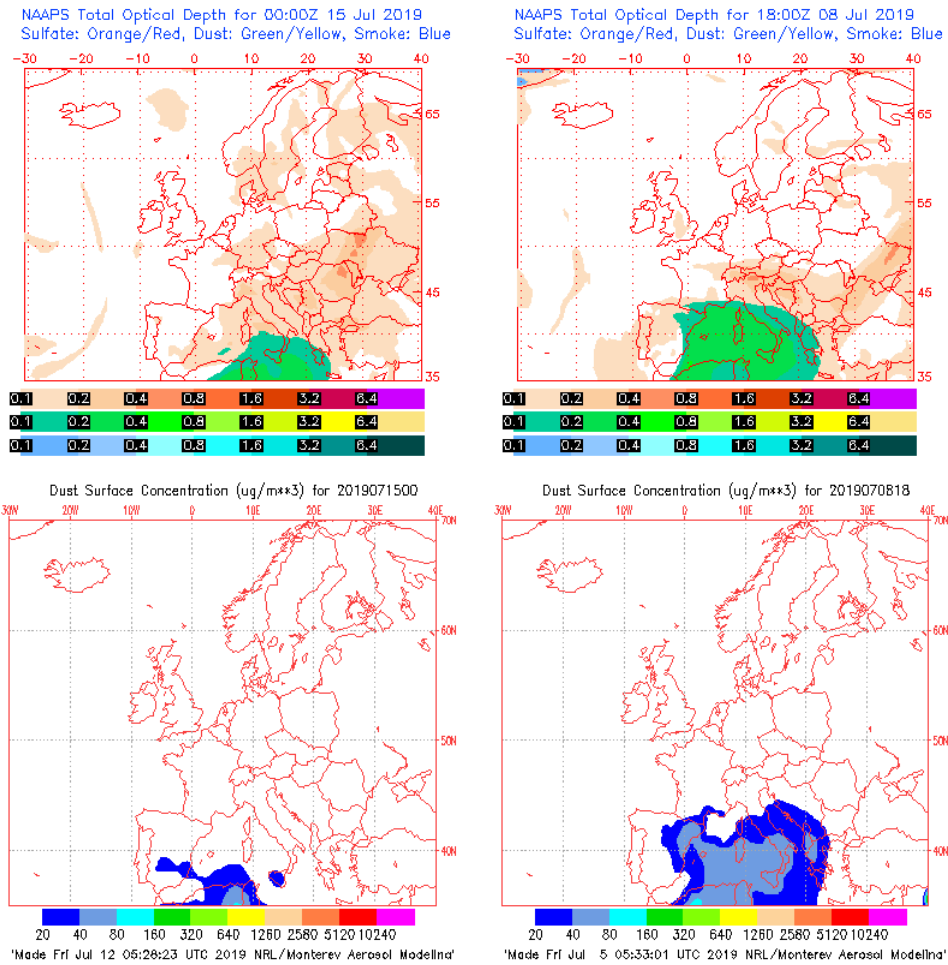 NAAPS Total Optical Depth for 00:00Z 15 Jul 2019
Sulfate: Orange/Red, Dust: Green/Yellow, Smoke: Blue
-30 -20 -10 0 10 20 30 40
65
55
45
35
0.1 0.2 0.4 0.8 1.6 3.2 6.4
0.1 0.2 0.4 0.8 1.6 3.2 6.4
0.1 0.2 0.4 0.8 1.6 3.2 6.4
NAAPS Total Optical Depth for 18:00Z 08 Jul 2019
Sulfate: Orange/Red, Dust: Green/Yellow, Smoke: Blue
-30 -20 -10 0 10 20 30 40
65
55
45
35
0.1 0.2 0.4 0.8 1.6 3.2 6.4
0.1 0.2 0.4 0.8 1.6 3.2 6.4
0.1 0.2 0.4 0.8 1.6 3.2 6.4
Dust Surface Concentration (ug/m**3) for 2019071500
30W 20W 10W 0 10E 20E 30E 40E
70N
60N
50N
40N
20 40 80 160 320 640 1260 2580 5120 10240
'Made Fri Jul 12 05:28:23 UTC 2019 NRL/Monterey Aerosol Modeling'
Dust Surface Concentration (ug/m**3) for 2019070818
30W 20W 10W 0 10E 20E 30E 40E
70N
60N
50N
40N
20 40 80 160 320 640 1260 2580 5120 10240
'Made Fri Jul 5 05:33:01 UTC 2019 NRL/Monterey Aerosol Modeling'